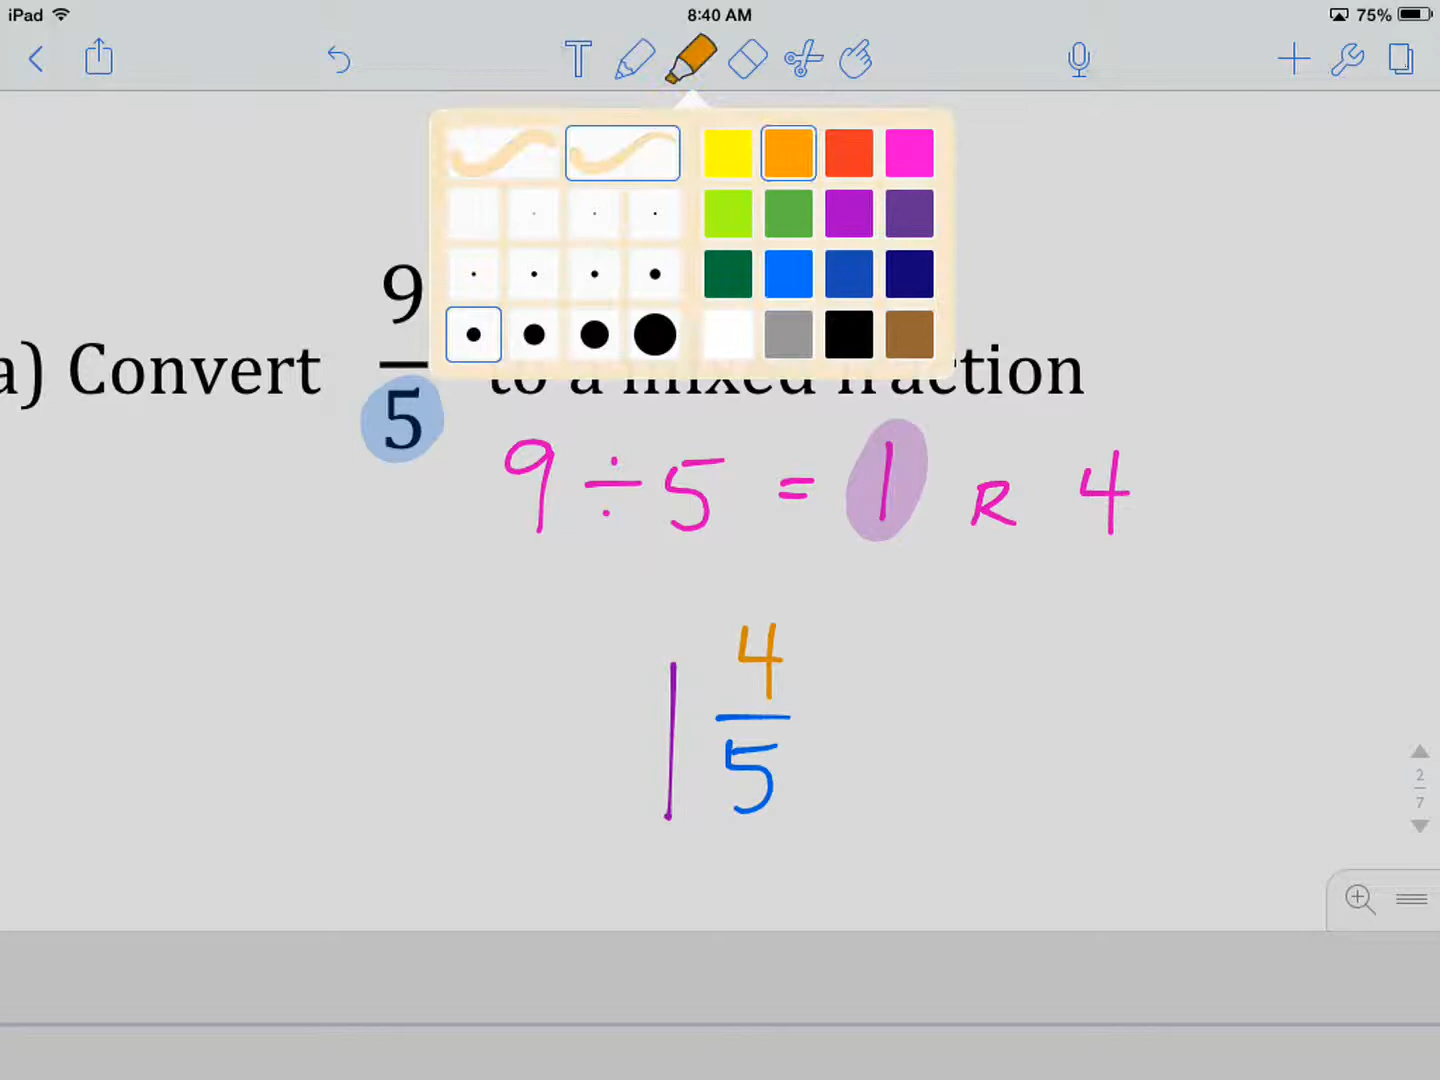 iPad 8:40 AM 75%
T
a) Convert 9/5 to a mixed fraction
9 ÷ 5 = 1 R 4
1 4/5
2/7